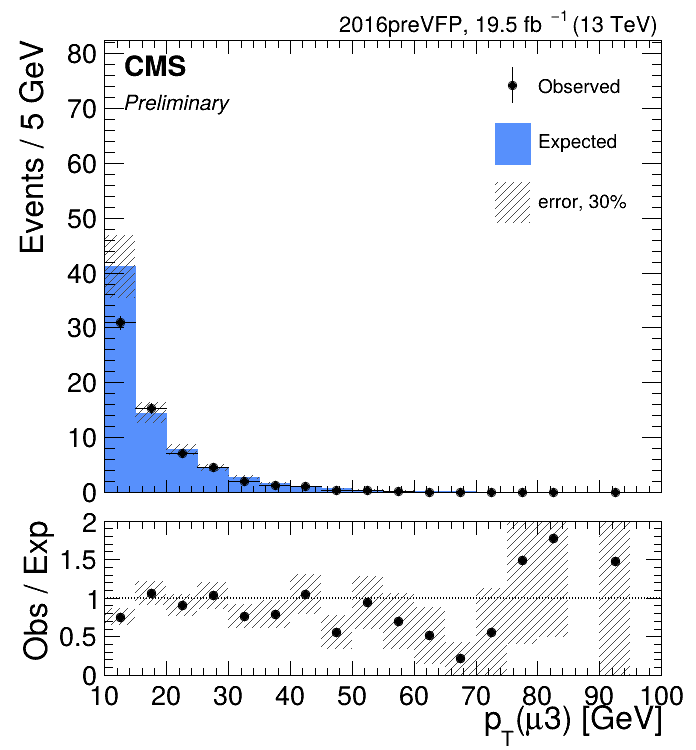 2016preVFP, 19.5 fb⁻¹ (13 TeV)
CMS
Preliminary
Observed
Expected
error, 30%
Events / 5 GeV
80
70
60
50
40
30
20
10
0
Obs / Exp
2
1.5
1
0.5
0
10 20 30 40 50 60 70 80 90 100
p_T(μ3) [GeV]